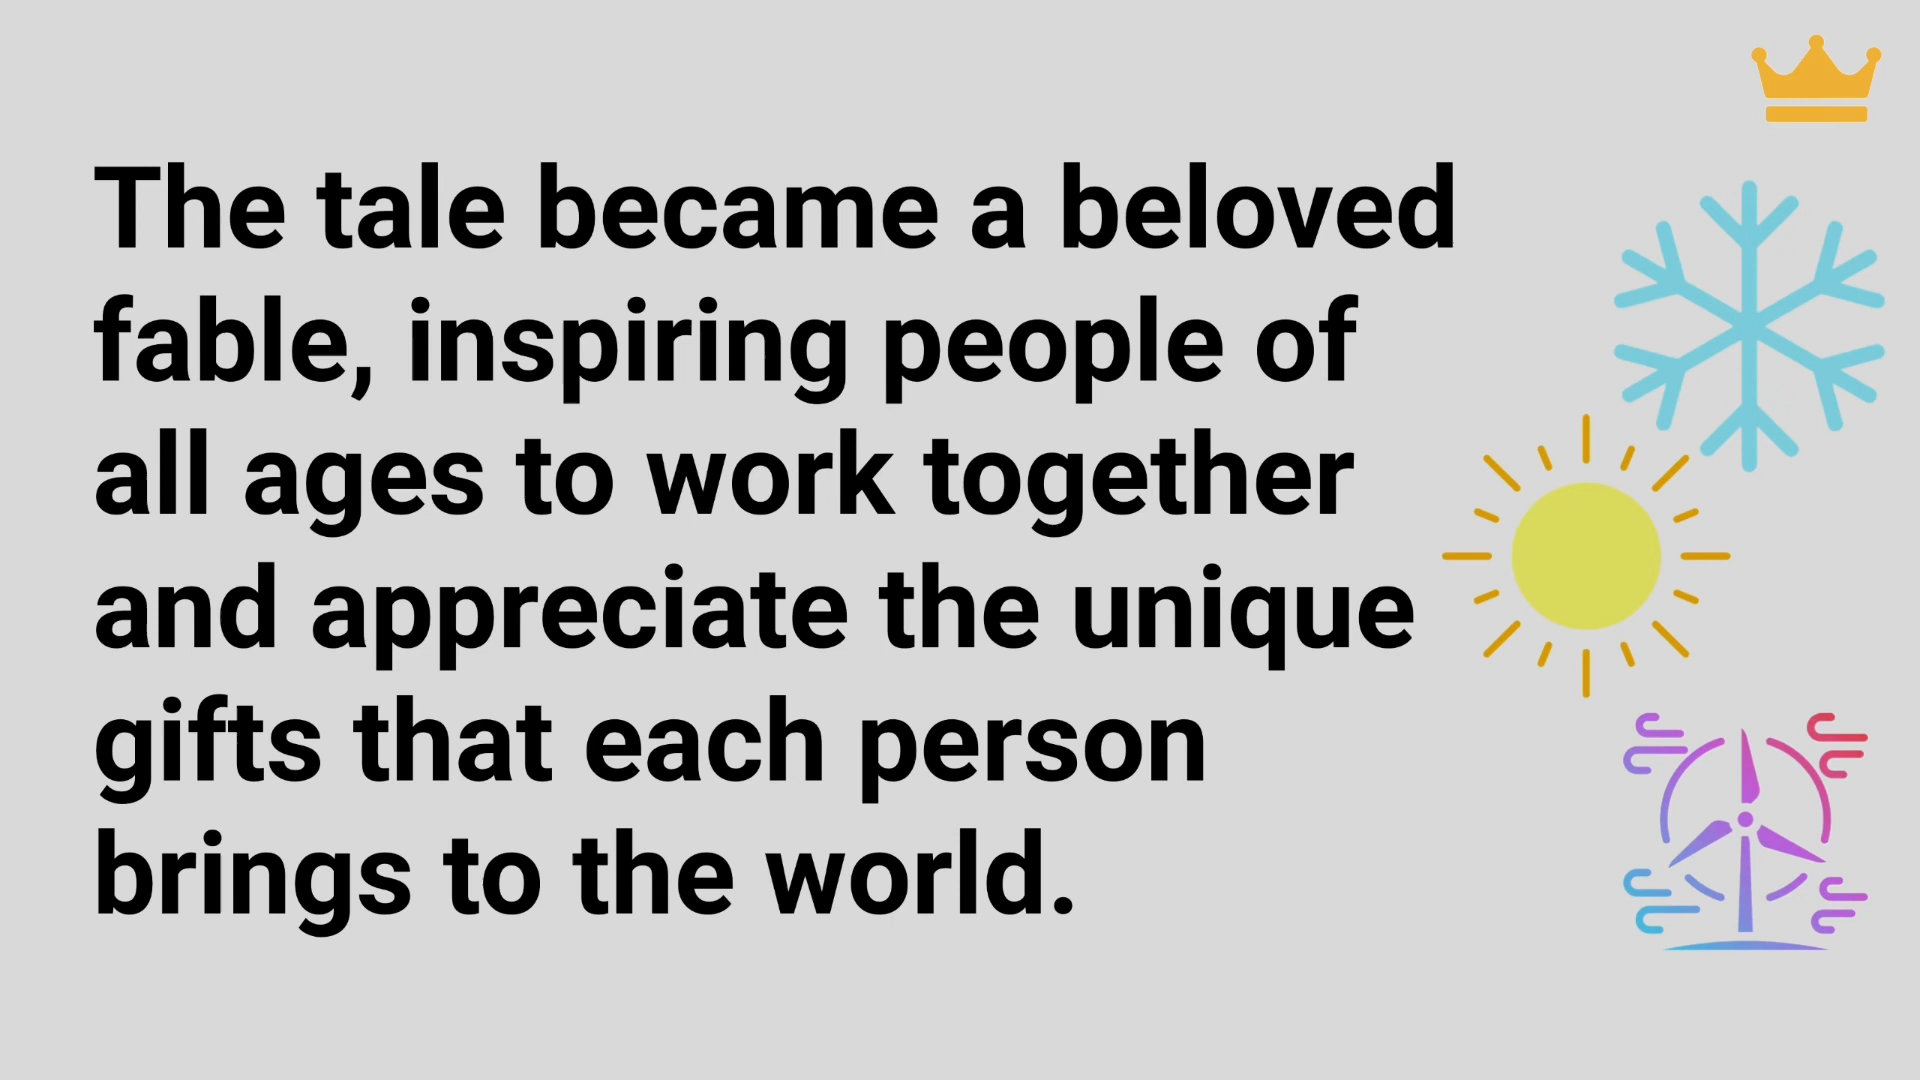 The tale became a beloved
fable, inspiring people of
all ages to work together
and appreciate the unique
gifts that each person
brings to the world.